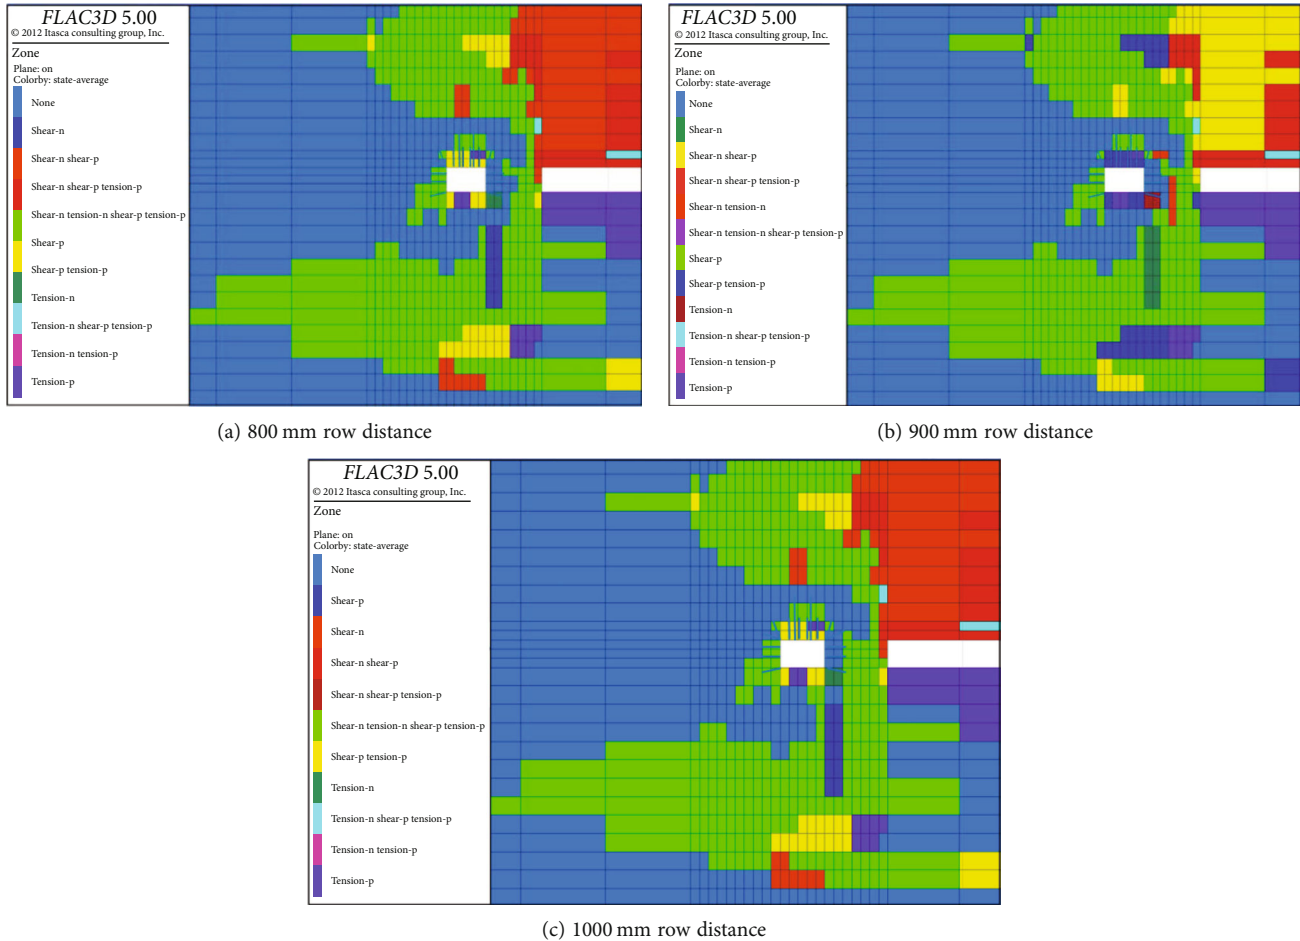 FLAC3D 5.00
© 2012 Itasca consulting group, Inc.
Zone
Plane: on
Colorby: state-average
None
Shear-n
Shear-n shear-p
Shear-n shear-p tension-p
Shear-n tension-n shear-p tension-p
Shear-p
Shear-p tension-p
Tension-n
Tension-n shear-p tension-p
Tension-n tension-p
Tension-p
(a) 800 mm row distance
FLAC3D 5.00
© 2012 Itasca consulting group, Inc.
Zone
Plane: on
Colorby: state-average
None
Shear-n
Shear-n shear-p
Shear-n shear-p tension-p
Shear-n tension-n
Shear-n tension-n shear-p tension-p
Shear-p
Shear-p tension-p
Tension-n
Tension-n shear-p tension-p
Tension-n tension-p
Tension-p
(b) 900 mm row distance
FLAC3D 5.00
© 2012 Itasca consulting group, Inc.
Zone
Plane: on
Colorby: state-average
None
Shear-p
Shear-n
Shear-n shear-p
Shear-n shear-p tension-p
Shear-n tension-n shear-p tension-p
Shear-p tension-p
Tension-n
Tension-n shear-p tension-p
Tension-n tension-p
Tension-p
(c) 1000 mm row distance